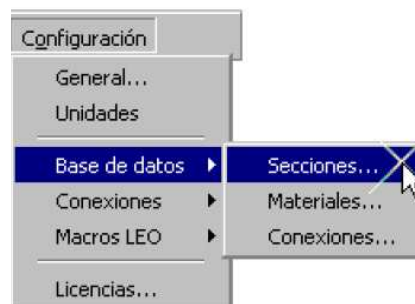 Configuración
General...
Unidades
Base de datos
Conexiones
Macros LEO
Licencias...
Secciones...
Materiales...
Conexiones...